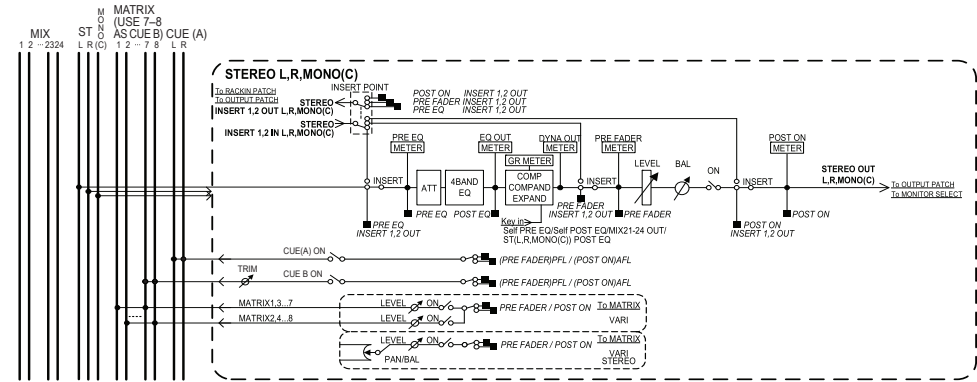 MIX
1 2 ··· 2324
ST
L R
MONO
(C)
MATRIX
(USE 7–8
AS CUE B)
1 2 ··· 7 8
CUE (A)
L R
STEREO L,R,MONO(C)
To RACKIN PATCH
To OUTPUT PATCH
INSERT POINT
STEREO
INSERT 1,2 OUT L,R,MONO(C)
STEREO
INSERT 1,2 IN L,R,MONO(C)
POST ON INSERT 1,2 OUT
PRE FADER INSERT 1,2 OUT
PRE EQ INSERT 1,2 OUT
PRE EQ
METER
EQ OUT
METER
DYNA OUT
METER
PRE FADER
METER
POST ON
METER
GR METER
INSERT
ATT
4BAND
EQ
COMP
COMPAND
EXPAND
INSERT
LEVEL
BAL
ON
INSERT
STEREO OUT
L,R,MONO(C)
To OUTPUT PATCH
To MONITOR SELECT
PRE EQ
INSERT 1,2 OUT
PRE EQ
POST EQ
PRE FADER
INSERT 1,2 OUT
PRE FADER
POST ON
INSERT 1,2 OUT
POST ON
Key in
Self PRE EQ/Self POST EQ/MIX21-24 OUT/
ST(L,R,MONO(C)) POST EQ
CUE(A) ON
(PRE FADER)PFL / (POST ON)AFL
TRIM
CUE B ON
(PRE FADER)PFL / (POST ON)AFL
MATRIX1,3...7
LEVEL
ON
PRE FADER / POST ON
To MATRIX
MATRIX2,4...8
LEVEL
ON
VARI
LEVEL
ON
PRE FADER / POST ON
To MATRIX
PAN/BAL
VARI
STEREO